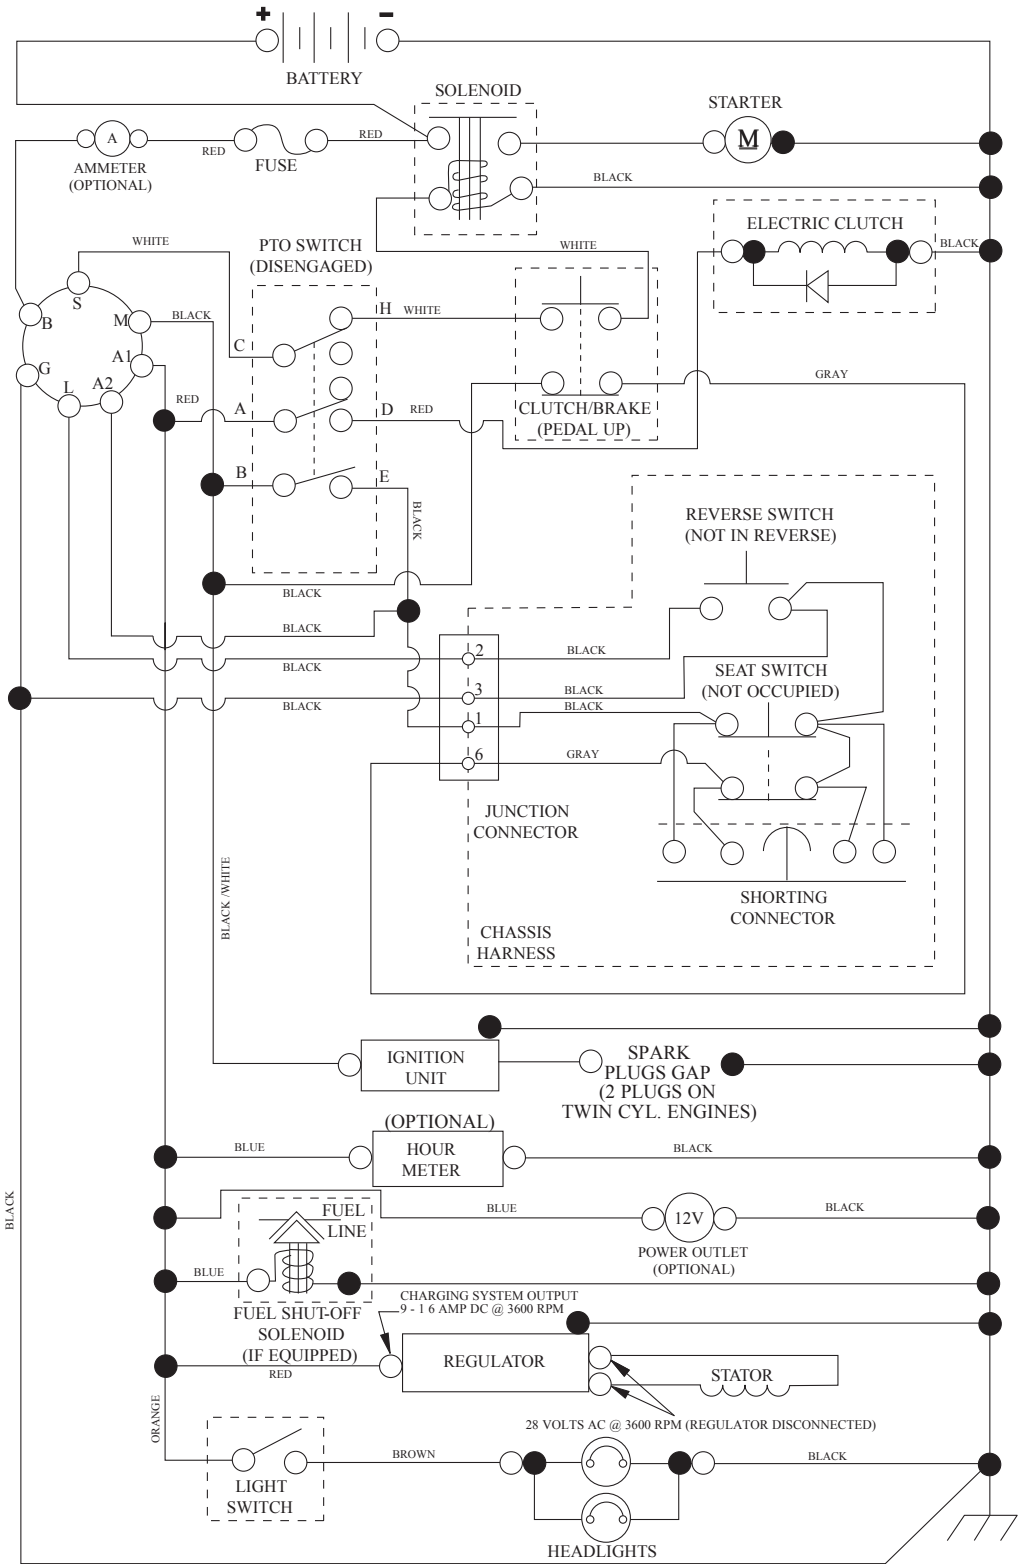 + −
BATTERY
SOLENOID
STARTER
A
RED
RED
FUSE
M
AMMETER
(OPTIONAL)
BLACK
ELECTRIC CLUTCH
BLACK
WHITE
PTO SWITCH
(DISENGAGED)
WHITE
S
B
M
BLACK
H
WHITE
C
G
A1
L
A2
RED
A
D
RED
CLUTCH/BRAKE
(PEDAL UP)
GRAY
B
E
BLACK
REVERSE SWITCH
(NOT IN REVERSE)
BLACK
BLACK
2
BLACK
BLACK
SEAT SWITCH
(NOT OCCUPIED)
3
BLACK
BLACK
BLACK
1
6
GRAY
JUNCTION
CONNECTOR
SHORTING
CONNECTOR
BLACK /WHITE
CHASSIS
HARNESS
IGNITION
UNIT
SPARK
PLUGS GAP
(2 PLUGS ON
TWIN CYL. ENGINES)
(OPTIONAL)
BLUE
HOUR
METER
BLACK
BLACK
FUEL
LINE
BLUE
12V
BLACK
POWER OUTLET
(OPTIONAL)
BLUE
FUEL SHUT-OFF
SOLENOID
(IF EQUIPPED)
CHARGING SYSTEM OUTPUT
9 - 1 6 AMP DC @ 3600 RPM
RED
REGULATOR
STATOR
28 VOLTS AC @ 3600 RPM (REGULATOR DISCONNECTED)
ORANGE
LIGHT
SWITCH
BROWN
BLACK
HEADLIGHTS